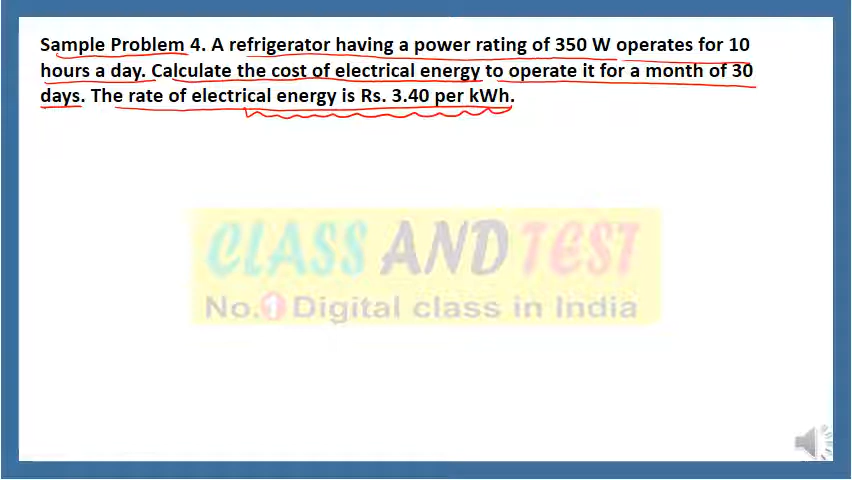 Sample Problem 4. A refrigerator having a power rating of 350 W operates for 10
hours a day. Calculate the cost of electrical energy to operate it for a month of 30
days. The rate of electrical energy is Rs. 3.40 per kWh.
CLASS AND TEST
No.1 Digital class in India